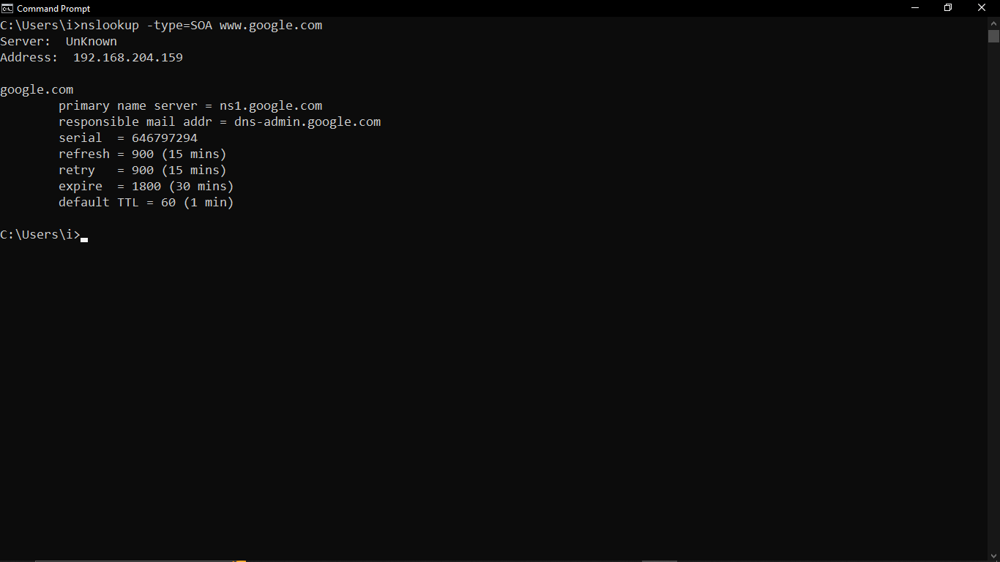 Command Prompt
C:\Users\i>nslookup -type=SOA www.google.com
Server:  UnKnown
Address:  192.168.204.159

google.com
        primary name server = ns1.google.com
        responsible mail addr = dns-admin.google.com
        serial  = 646797294
        refresh = 900 (15 mins)
        retry   = 900 (15 mins)
        expire  = 1800 (30 mins)
        default TTL = 60 (1 min)

C:\Users\i>